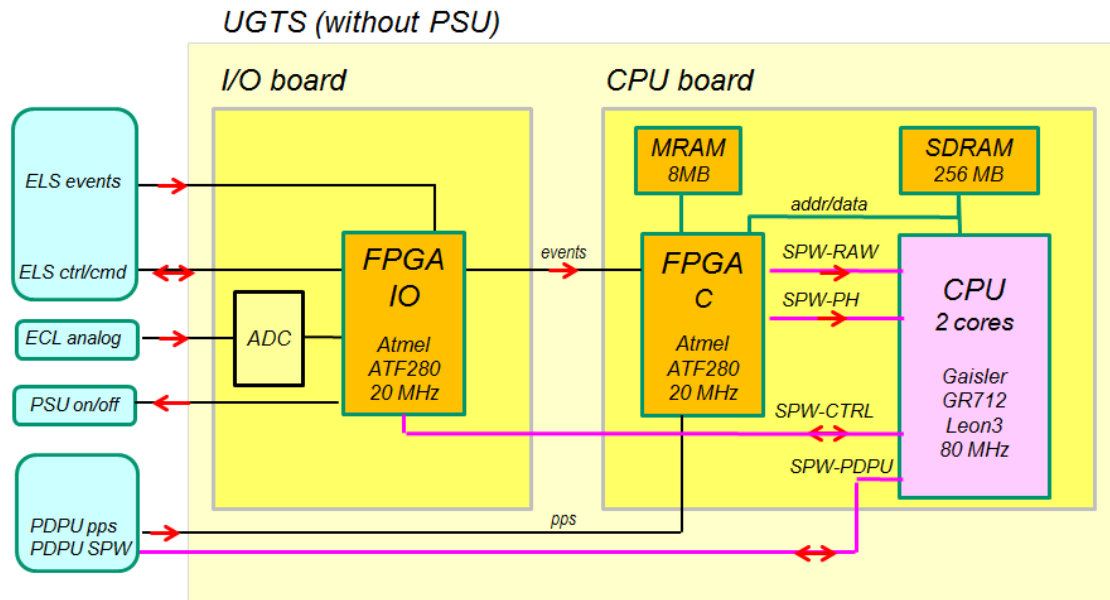 UGTS (without PSU)
I/O board
CPU board
ELS events
ELS ctrl/cmd
ECL analog
PSU on/off
PDPU pps
PDPU SPW
ADC
FPGA
IO
Atmel
ATF280
20 MHz
events
pps
MRAM
8MB
SDRAM
256 MB
addr/data
FPGA
C
Atmel
ATF280
20 MHz
SPW-RAW
SPW-PH
SPW-CTRL
SPW-PDPU
CPU
2 cores
Gaisler
GR712
Leon3
80 MHz